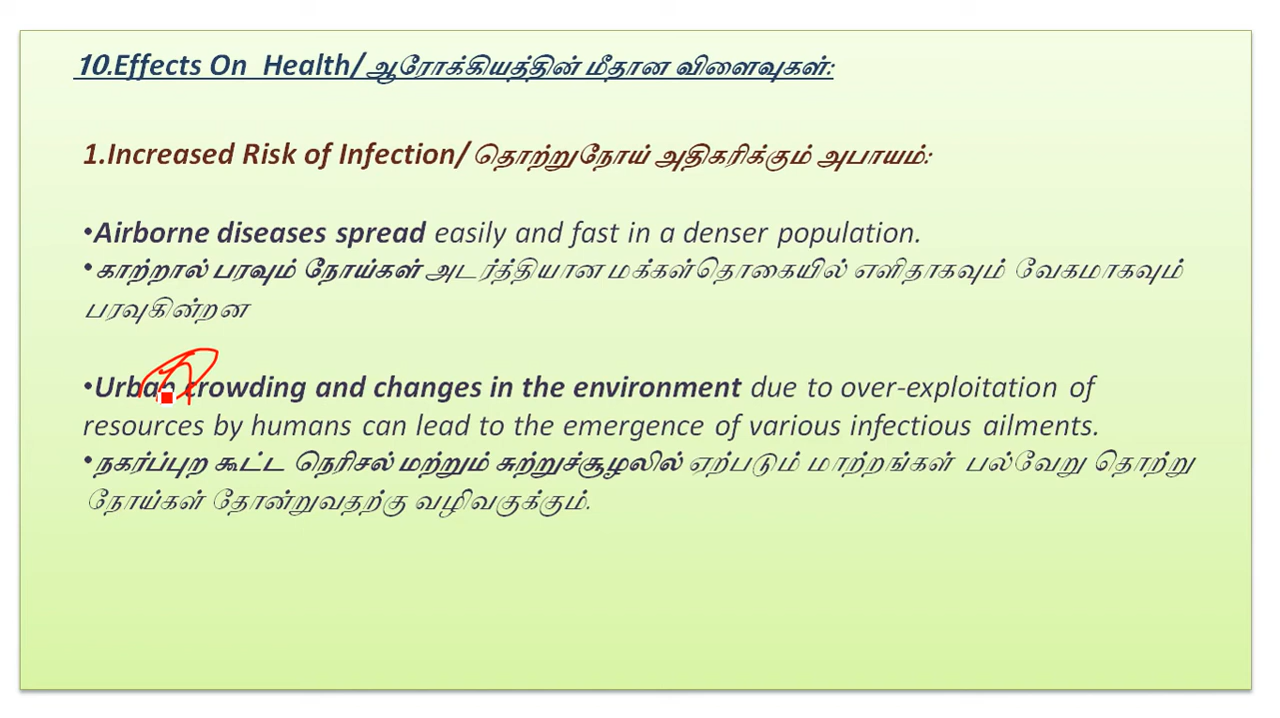 10.Effects On Health/ ஆரோக்கியத்தின் மீதான விளைவுகள்:
1.Increased Risk of Infection/ தொற்றுநோய் அதிகரிக்கும் அபாயம்:
•Airborne diseases spread easily and fast in a denser population.
•காற்றால் பரவும் நோய்கள் அடர்த்தியான மக்கள்தொகையில் எளிதாகவும் வேகமாகவும்
பரவுகின்றன
•Urban crowding and changes in the environment due to over-exploitation of
resources by humans can lead to the emergence of various infectious ailments.
•நகர்ப்புற கூட்ட நெரிசல் மற்றும் சுற்றுச்சூழலில் ஏற்படும் மாற்றங்கள் பல்வேறு தொற்று
நோய்கள் தோன்றுவதற்கு வழிவகுக்கும்.